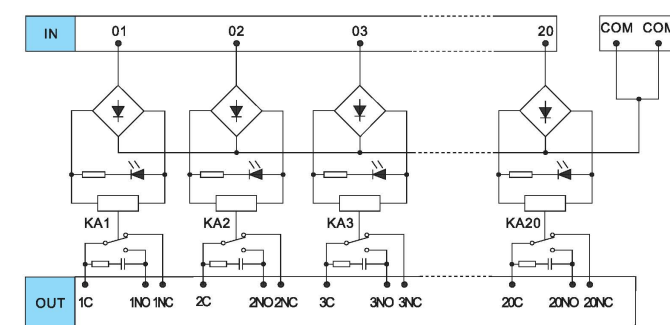 IN 01 02 03 20 COM COM
KA1 KA2 KA3 KA20
OUT 1C 1NO 1NC 2C 2NO 2NC 3C 3NO 3NC 20C 20NO 20NC